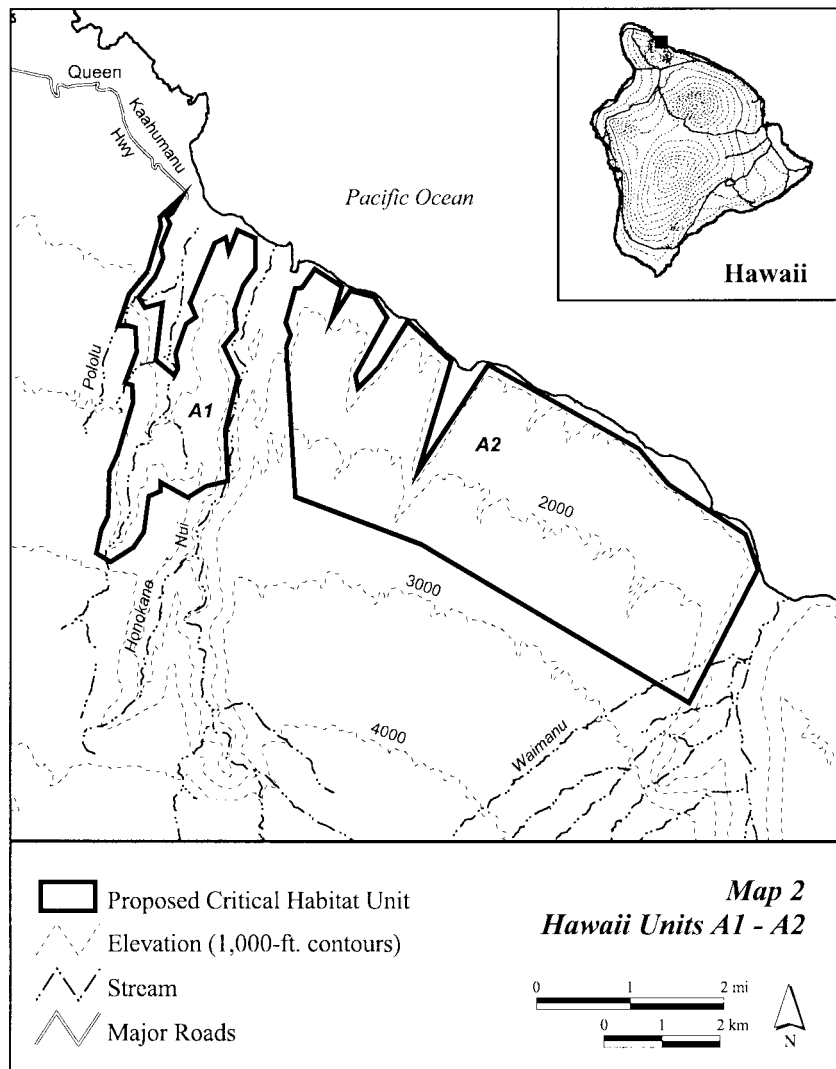 s
Queen
Kaahumanu
Hwy
Pacific Ocean
Hawaii
Pololu
A1
A2
2000
3000
Honokane Nui
4000
Waimanu
Proposed Critical Habitat Unit
Elevation (1,000-ft. contours)
Stream
Major Roads
Map 2
Hawaii Units A1 - A2
0 1 2 mi
0 1 2 km
N